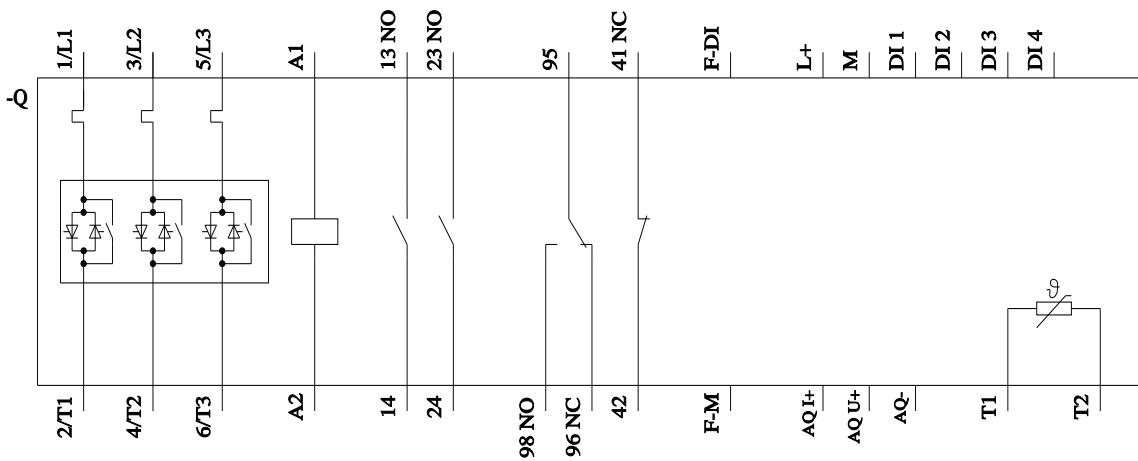 1/L1
3/L2
5/L3
A1
13 NO
23 NO
95
41 NC
F-DI
L+
M
DI 1
DI 2
DI 3
DI 4
-Q
ϑ
2/T1
4/T2
6/T3
A2
14
24
98 NO
96 NC
42
F-M
AQ I+
AQ U+
AQ-
T1
T2